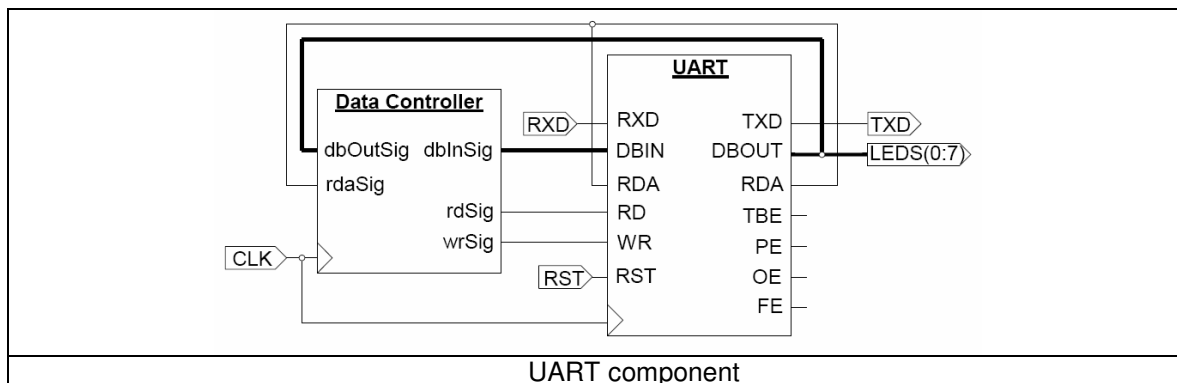 UART
Data Controller
RXD RXD TXD TXD
dbOutSig dbInSig DBIN DBOUT LEDS(0:7)
rdaSig RDA RDA
rdSig RD TBE
wrSig WR PE
CLK
RST RST OE
FE
UART component